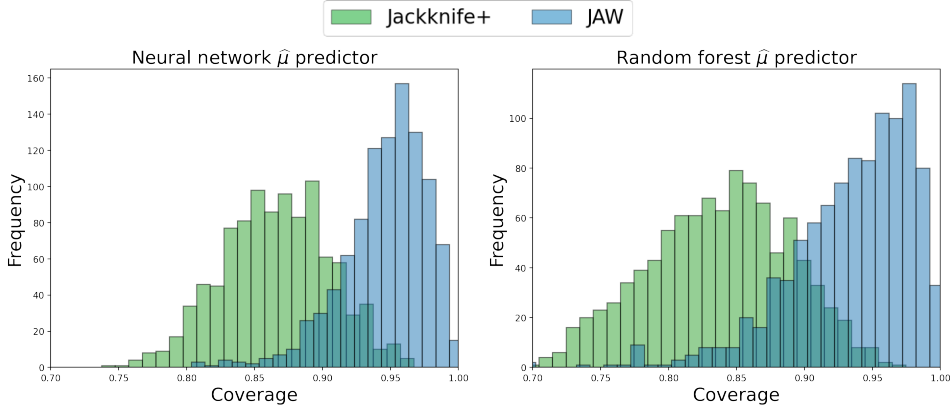 Jackknife+ JAW
Neural network μ̂ predictor
Random forest μ̂ predictor
Frequency
160
140
120
100
80
60
40
20
0
0.70 0.75 0.80 0.85 0.90 0.95 1.00
Coverage
Frequency
100
80
60
40
20
0
0.70 0.75 0.80 0.85 0.90 0.95 1.00
Coverage